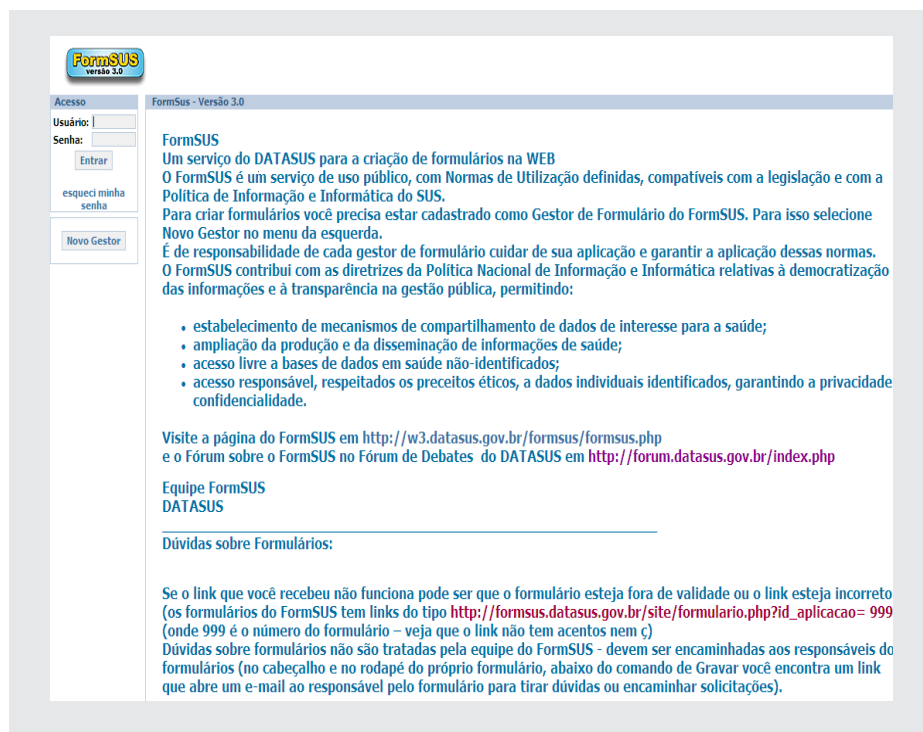 FormSUS
versão 3.0
Acesso
Usuário:
Senha:
Entrar
esqueci minha
senha
Novo Gestor
FormSus - Versão 3.0
FormSUS
Um serviço do DATASUS para a criação de formulários na WEB
O FormSUS é um serviço de uso público, com Normas de Utilização definidas, compatíveis com a legislação e com a
Política de Informação e Informática do SUS.
Para criar formulários você precisa estar cadastrado como Gestor de Formulário do FormSUS. Para isso selecione
Novo Gestor no menu da esquerda.
É de responsabilidade de cada gestor de formulário cuidar de sua aplicação e garantir a aplicação dessas normas.
O FormSUS contribui com as diretrizes da Política Nacional de Informação e Informática relativas à democratização
das informações e à transparência na gestão pública, permitindo:
• estabelecimento de mecanismos de compartilhamento de dados de interesse para a saúde;
• ampliação da produção e da disseminação de informações de saúde;
• acesso livre a bases de dados em saúde não-identificados;
• acesso responsável, respeitados os preceitos éticos, a dados individuais identificados, garantindo a privacidade
confidencialidade.
Visite a página do FormSUS em http://w3.datasus.gov.br/formsus/formsus.php
e o Fórum sobre o FormSUS no Fórum de Debates do DATASUS em http://forum.datasus.gov.br/index.php
Equipe FormSUS
DATASUS
Dúvidas sobre Formulários:
Se o link que você recebeu não funciona pode ser que o formulário esteja fora de validade ou o link esteja incorreto
(os formulários do FormSUS tem links do tipo http://formsus.datasus.gov.br/site/formulario.php?id_aplicacao= 999
(onde 999 é o número do formulário – veja que o link não tem acentos nem ç)
Dúvidas sobre formulários não são tratadas pela equipe do FormSUS - devem ser encaminhadas aos responsáveis do
formulários (no cabeçalho e no rodapé do próprio formulário, abaixo do comando de Gravar você encontra um link
que abre um e-mail ao responsável pelo formulário para tirar dúvidas ou encaminhar solicitações).